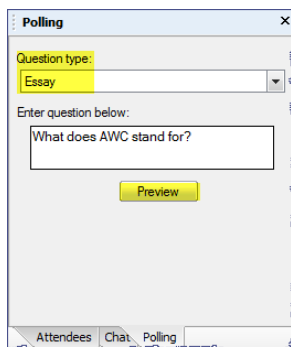 Polling
Question type:
Essay
Enter question below:
What does AWC stand for?
Preview
Attendees Chat Polling